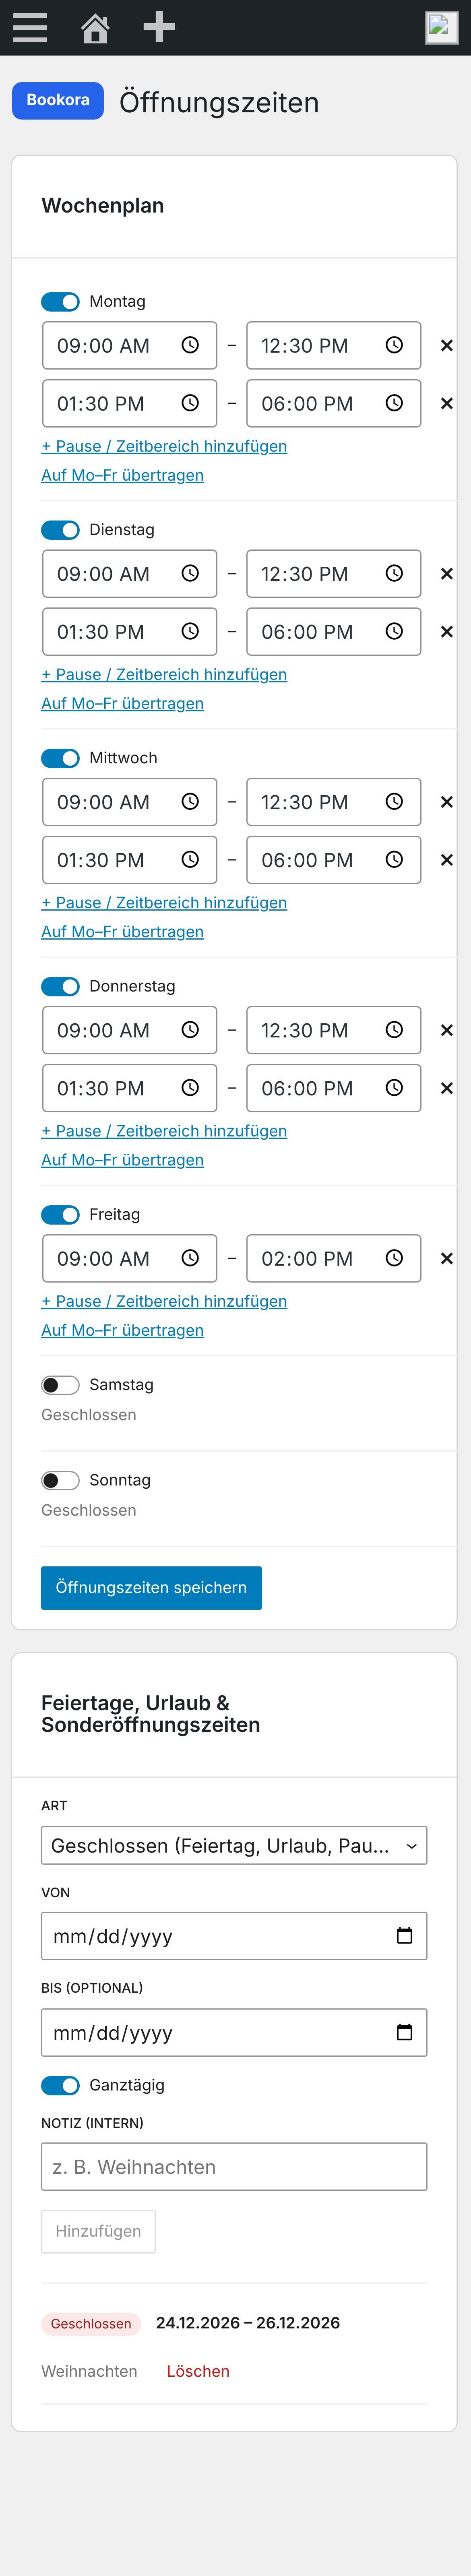 Bookora Öffnungszeiten
Wochenplan
Montag
09:00 AM – 12:30 PM ×
01:30 PM – 06:00 PM ×
+ Pause / Zeitbereich hinzufügen
Auf Mo–Fr übertragen
Dienstag
09:00 AM – 12:30 PM ×
01:30 PM – 06:00 PM ×
+ Pause / Zeitbereich hinzufügen
Auf Mo–Fr übertragen
Mittwoch
09:00 AM – 12:30 PM ×
01:30 PM – 06:00 PM ×
+ Pause / Zeitbereich hinzufügen
Auf Mo–Fr übertragen
Donnerstag
09:00 AM – 12:30 PM ×
01:30 PM – 06:00 PM ×
+ Pause / Zeitbereich hinzufügen
Auf Mo–Fr übertragen
Freitag
09:00 AM – 02:00 PM ×
+ Pause / Zeitbereich hinzufügen
Auf Mo–Fr übertragen
Samstag
Geschlossen
Sonntag
Geschlossen
Öffnungszeiten speichern
Feiertage, Urlaub &
Sonderöffnungszeiten
ART
Geschlossen (Feiertag, Urlaub, Pau...
VON
mm/dd/yyyy
BIS (OPTIONAL)
mm/dd/yyyy
Ganztägig
NOTIZ (INTERN)
z. B. Weihnachten
Hinzufügen
Geschlossen 24.12.2026 – 26.12.2026
Weihnachten Löschen